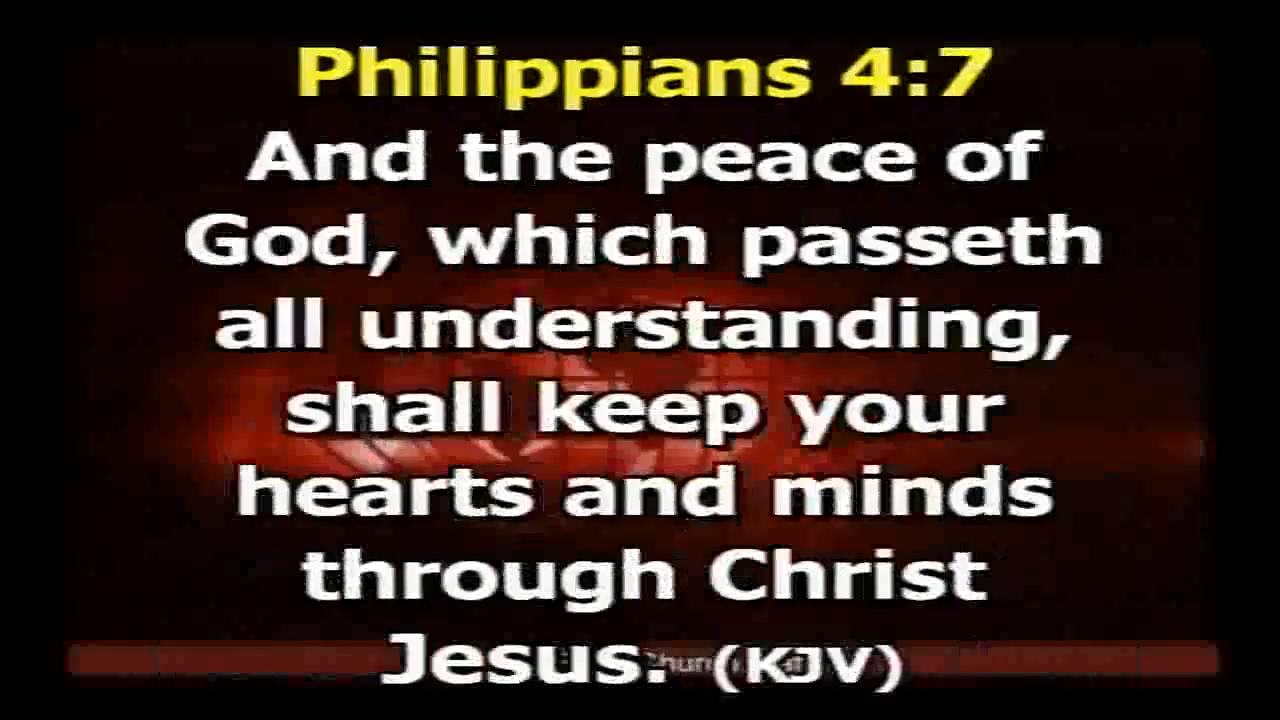 Philippians 4:7
And the peace of
God, which passeth
all understanding,
shall keep your
hearts and minds
through Christ
Jesus. (KJV)